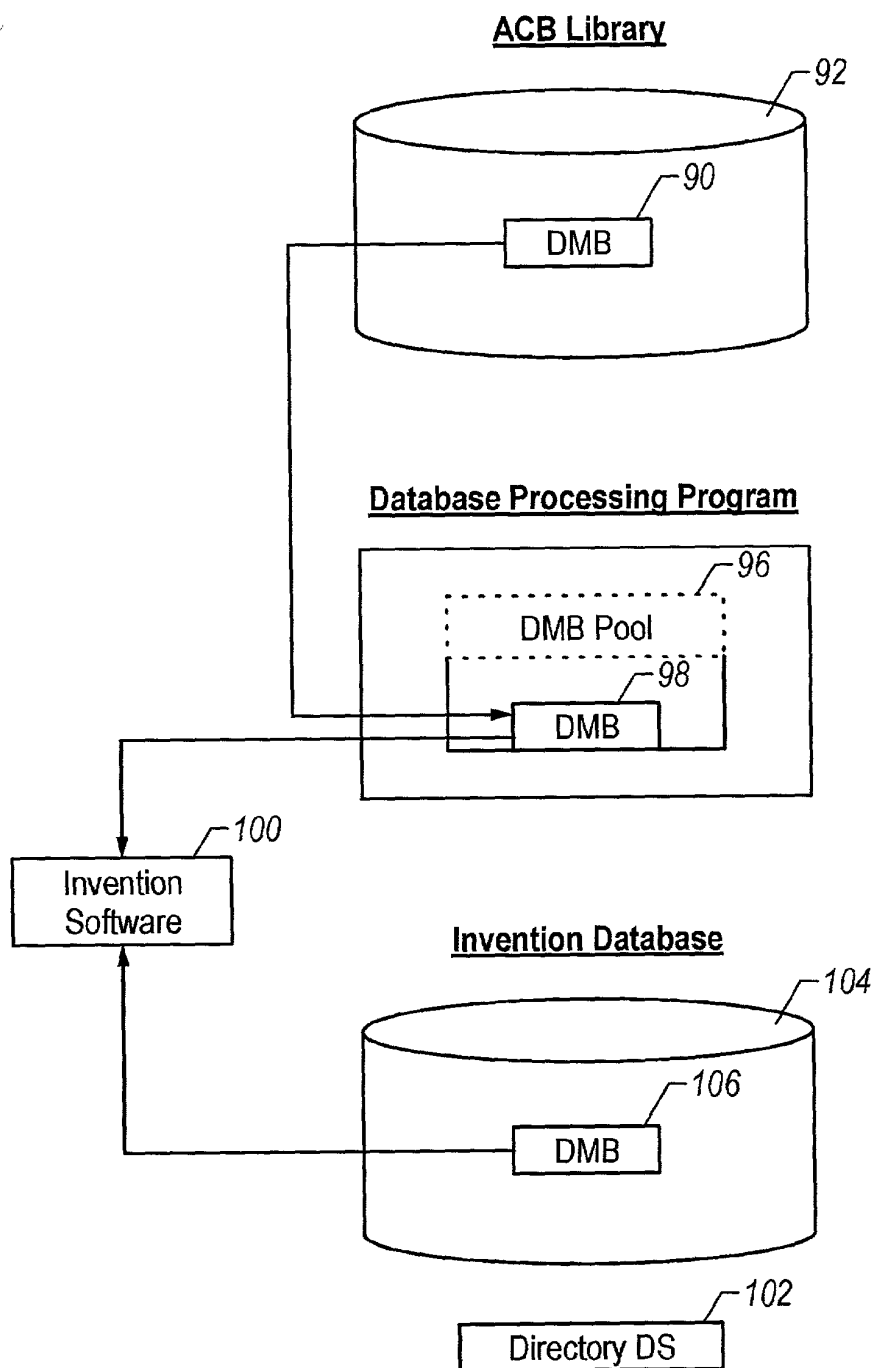 ACB Library
92
90
DMB
Database Processing Program
96
DMB Pool
98
DMB
100
Invention
Software
Invention Database
104
106
DMB
102
Directory DS